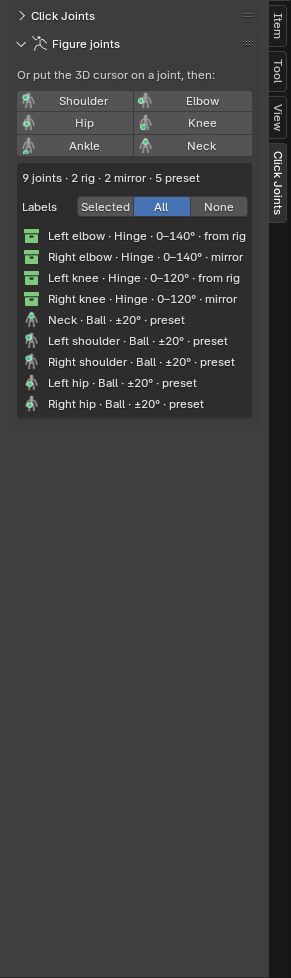 Click Joints
Figure joints
Or put the 3D cursor on a joint, then:
Shoulder Elbow
Hip Knee
Ankle Neck
9 joints · 2 rig · 2 mirror · 5 preset
Labels Selected All None
Left elbow · Hinge · 0–140° · from rig
Right elbow · Hinge · 0–140° · mirror
Left knee · Hinge · 0–120° · from rig
Right knee · Hinge · 0–120° · mirror
Neck · Ball · ±20° · preset
Left shoulder · Ball · ±20° · preset
Right shoulder · Ball · ±20° · preset
Left hip · Ball · ±20° · preset
Right hip · Ball · ±20° · preset
Item
Tool
View
Click Joints